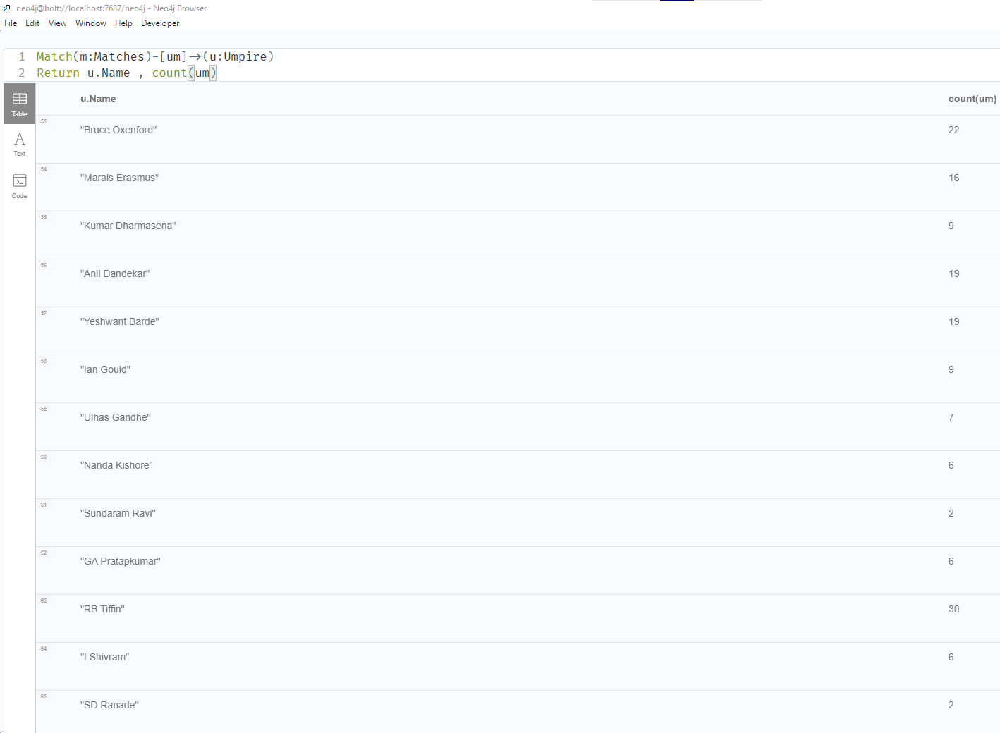 neo4j@bolt://localhost:7687/neo4j - Neo4j Browser
File Edit View Window Help Developer
1 Match(m:Matches)-[um]->(u:Umpire)
2 Return u.Name , count(um)
Table
Text
Code
u.Name count(um)
53 "Bruce Oxenford" 22
54 "Marais Erasmus" 16
55 "Kumar Dharmasena" 9
56 "Anil Dandekar" 19
57 "Yeshwant Barde" 19
58 "Ian Gould" 9
59 "Ulhas Gandhe" 7
60 "Nanda Kishore" 6
61 "Sundaram Ravi" 2
62 "GA Pratapkumar" 6
63 "RB Tiffin" 30
64 "I Shivram" 6
65 "SD Ranade" 2